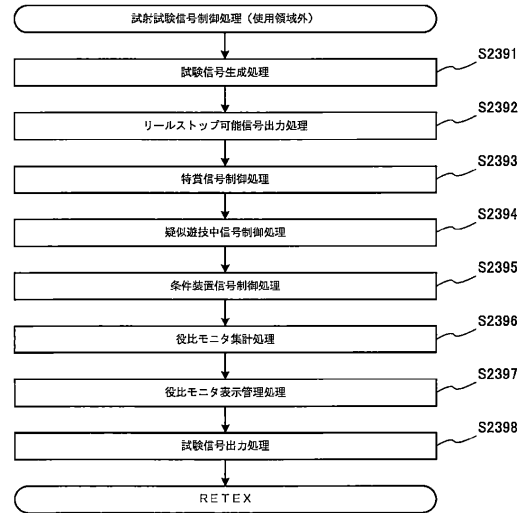 試射試験信号制御処理（使用領域外）
S2391
試験信号生成処理
S2392
リールストップ可能信号出力処理
S2393
特賞信号制御処理
S2394
疑似遊技中信号制御処理
S2395
条件装置信号制御処理
S2396
役比モニタ集計処理
S2397
役比モニタ表示管理処理
S2398
試験信号出力処理
RETEX